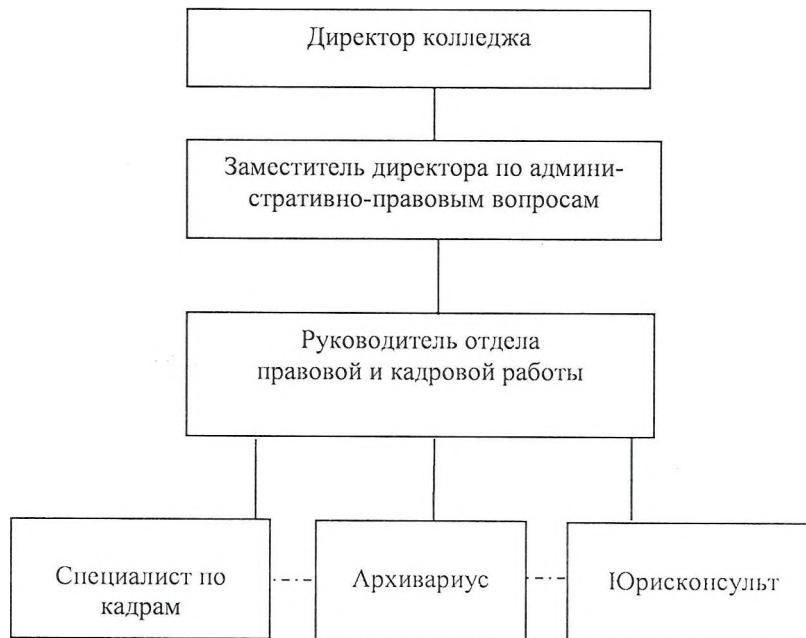 Директор колледжа
Заместитель директора по админи-
стративно-правовым вопросам
Руководитель отдела
правовой и кадровой работы
Специалист по
кадрам
Архивариус
Юрисконсульт